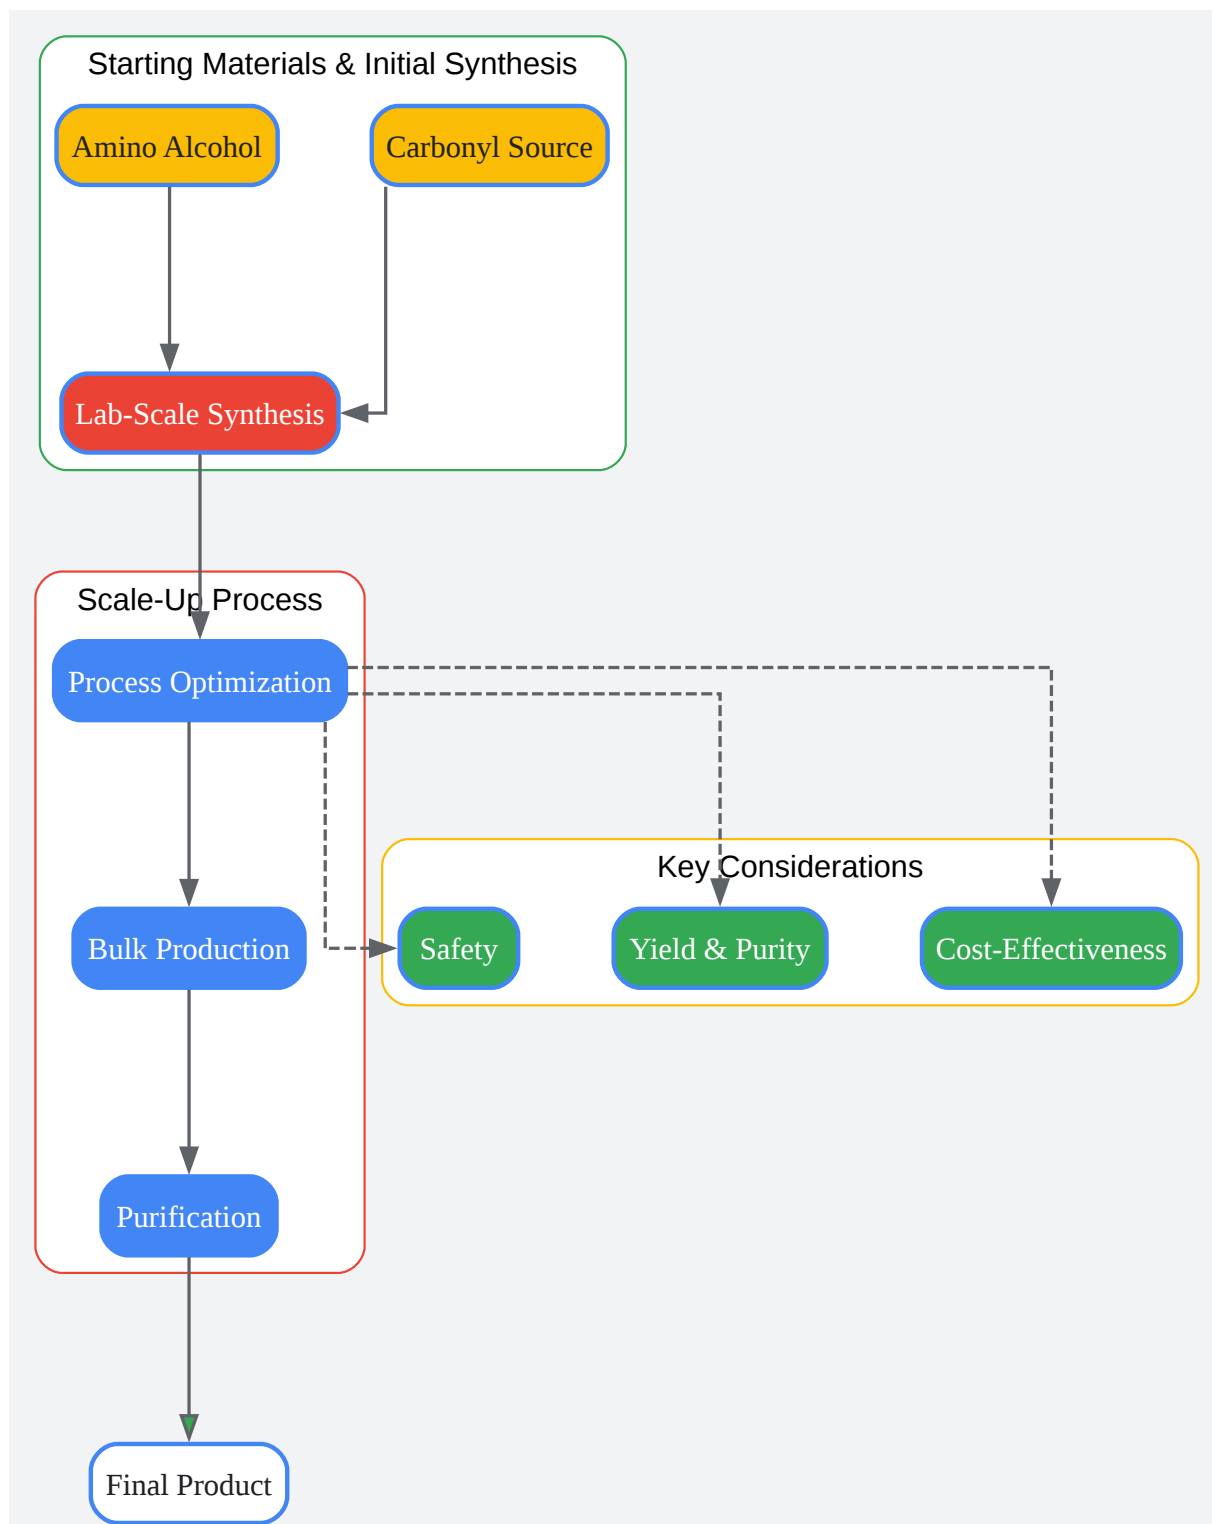 Starting Materials & Initial Synthesis
Amino Alcohol
Carbonyl Source
Lab-Scale Synthesis
Scale-Up Process
Process Optimization
Key Considerations
Bulk Production
Safety
Yield & Purity
Cost-Effectiveness
Purification
Final Product